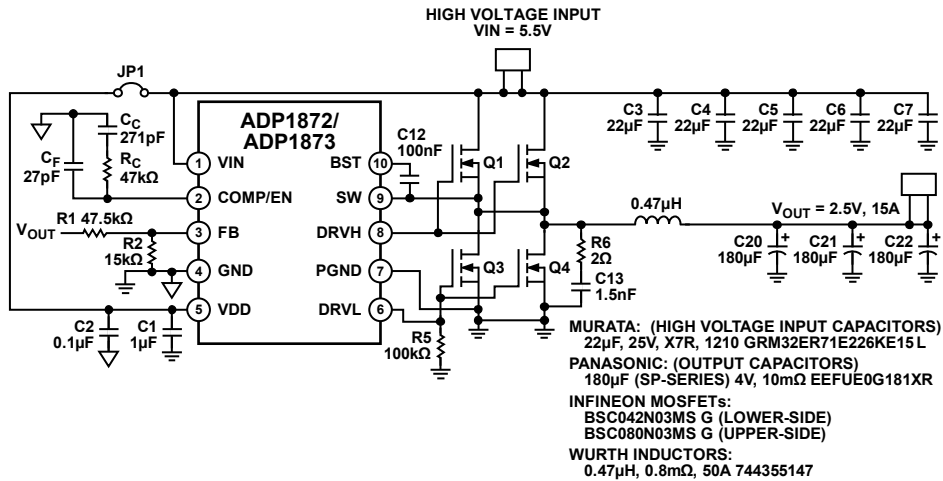 HIGH VOLTAGE INPUT
VIN = 5.5V
JP1
C3
22µF
C4
22µF
C5
22µF
C6
22µF
C7
22µF
CC
271pF
CF
27pF
RC
47kΩ
ADP1872/
ADP1873
1
VIN
2
COMP/EN
3
FB
4
GND
5
VDD
BST
10
SW
9
DRVH
8
PGND
7
DRVL
6
C12
100nF
Q1
Q2
Q3
Q4
VOUT
R1 47.5kΩ
R2
15kΩ
C2
0.1µF
C1
1µF
R5
100kΩ
0.47µH
R6
2Ω
C13
1.5nF
VOUT = 2.5V, 15A
C20
180µF
+
C21
180µF
+
C22
180µF
+
MURATA: (HIGH VOLTAGE INPUT CAPACITORS)
22µF, 25V, X7R, 1210 GRM32ER71E226KE15L
PANASONIC: (OUTPUT CAPACITORS)
180µF (SP-SERIES) 4V, 10mΩ EEFUE0G181XR
INFINEON MOSFETs:
BSC042N03MS G (LOWER-SIDE)
BSC080N03MS G (UPPER-SIDE)
WURTH INDUCTORS:
0.47µH, 0.8mΩ, 50A 744355147